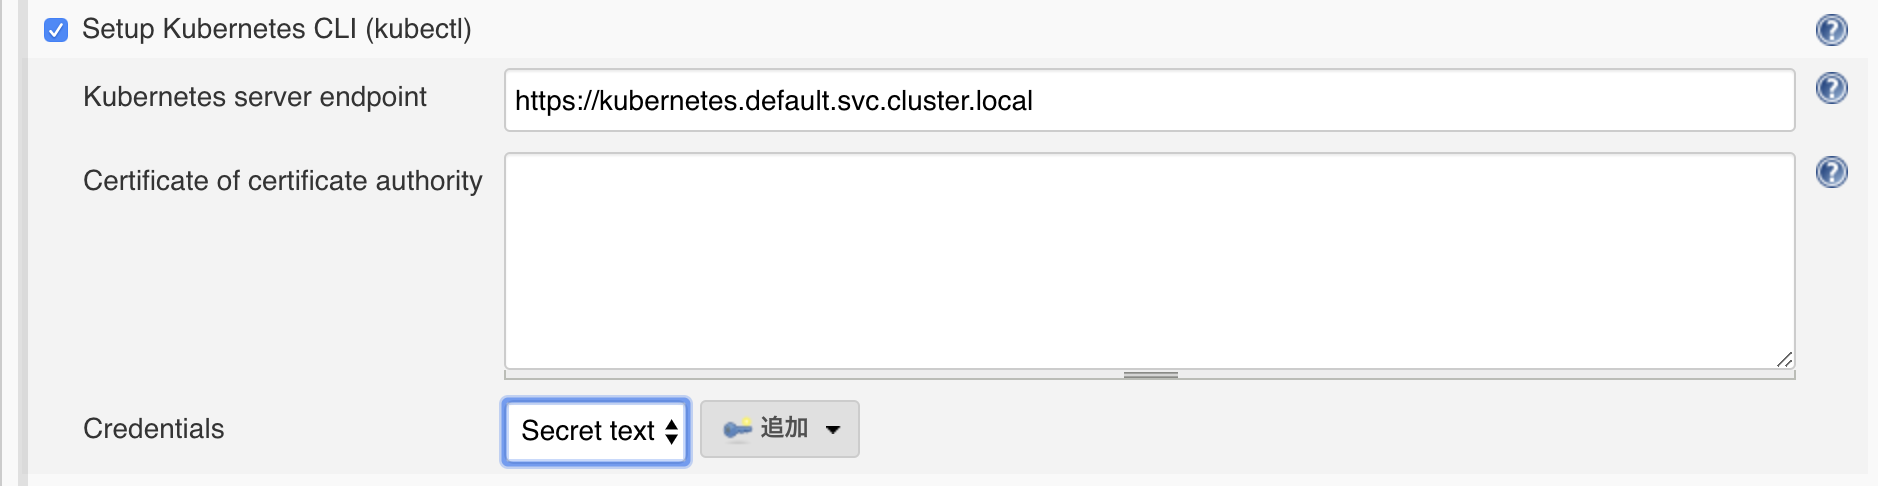 Setup Kubernetes CLI (kubectl)
Kubernetes server endpoint
https://kubernetes.default.svc.cluster.local
Certificate of certificate authority
Credentials
Secret text
追加